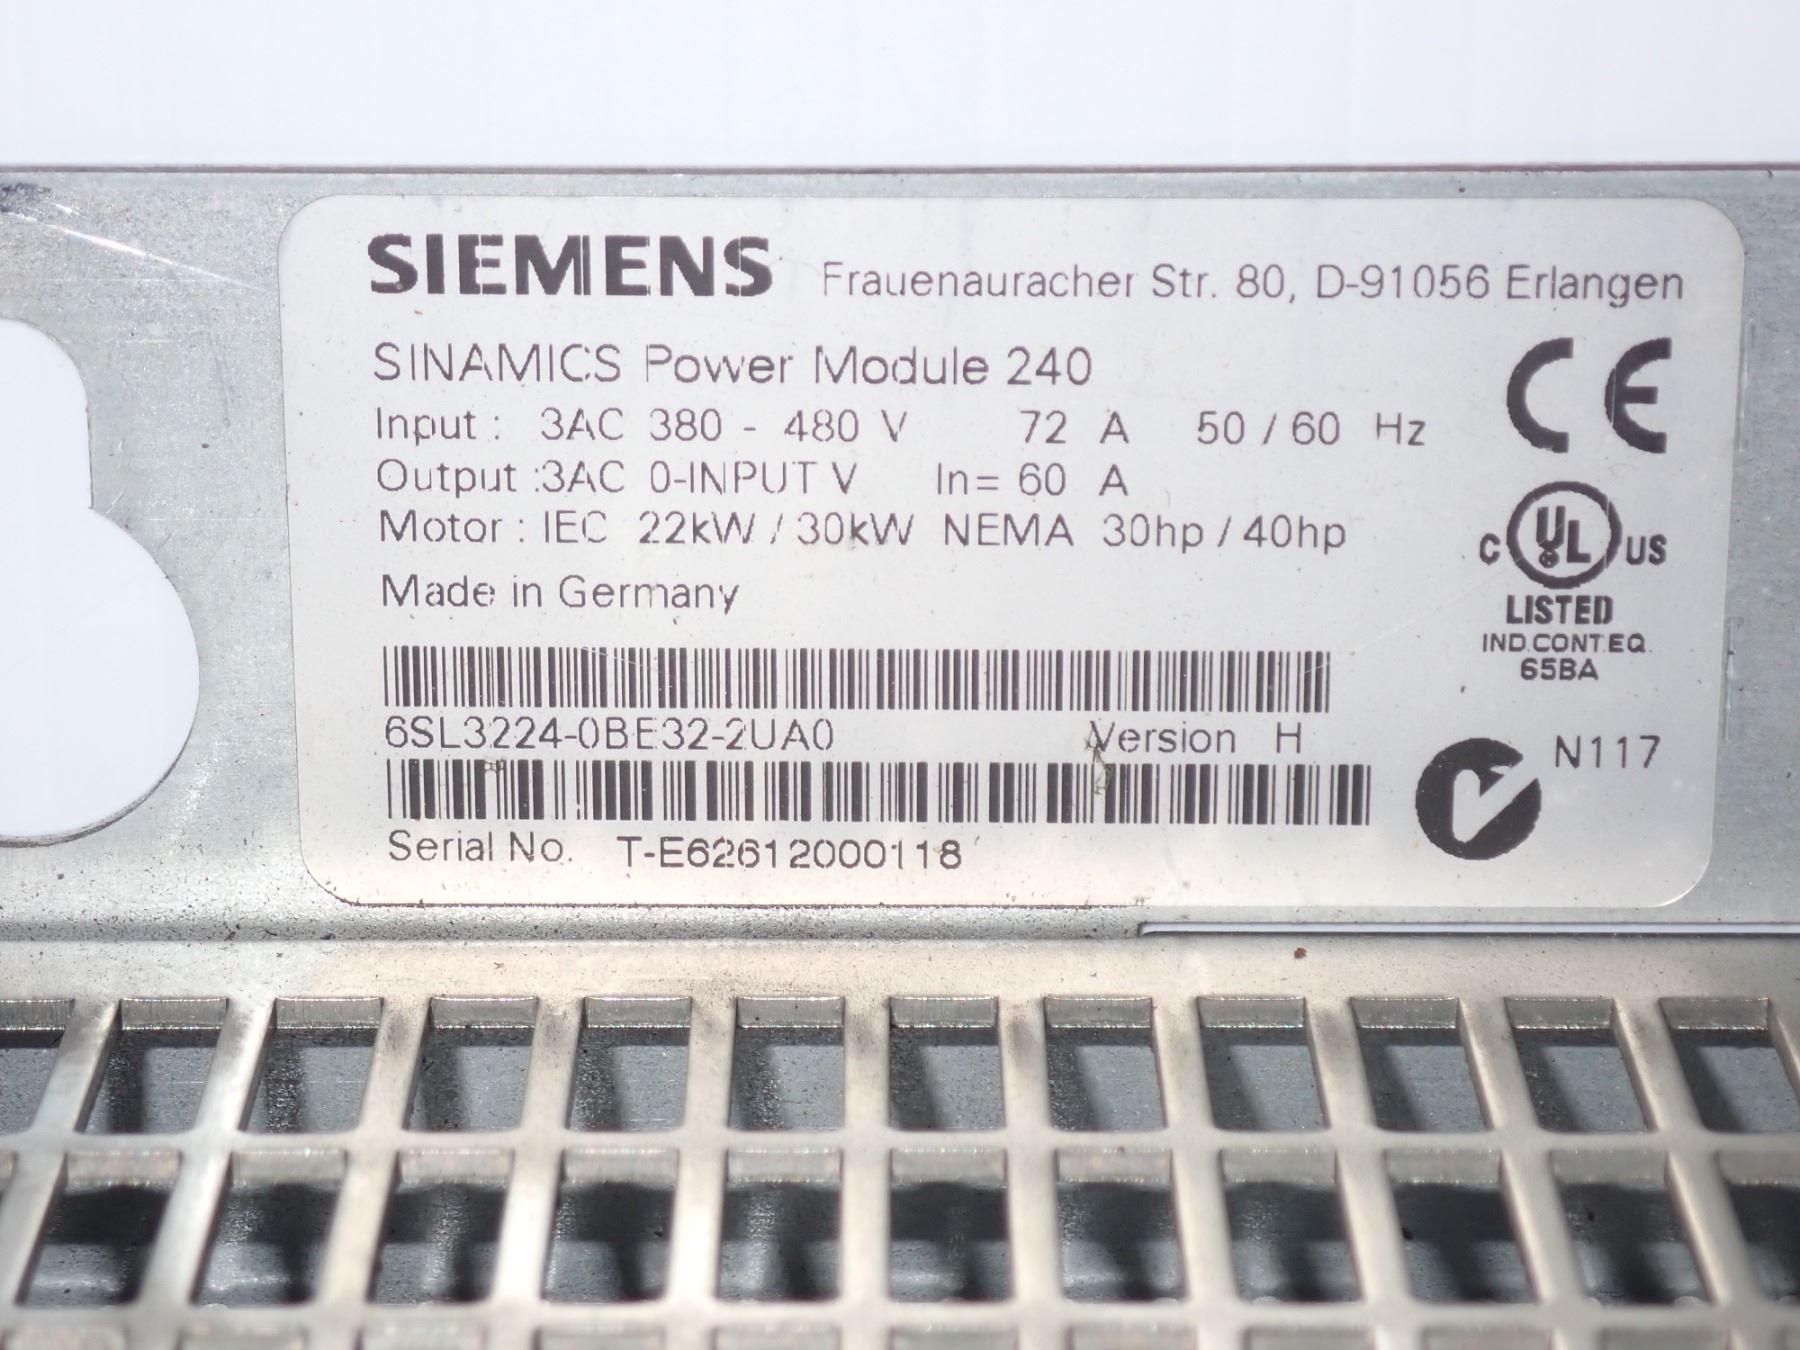 SIEMENS Frauenauracher Str. 80, D-91056 Erlangen
SINAMICS Power Module 240
Input : 3AC 380 - 480 V 72 A 50 / 60 Hz
Output :3AC 0-INPUT V In= 60 A
Motor : IEC 22kW / 30kW NEMA 30hp / 40hp
Made in Germany
CE
C UL US
LISTED
IND.CONT.EQ.
65BA
6SL3224-0BE32-2UA0 Version H
N117
Serial No. T-E62612000118